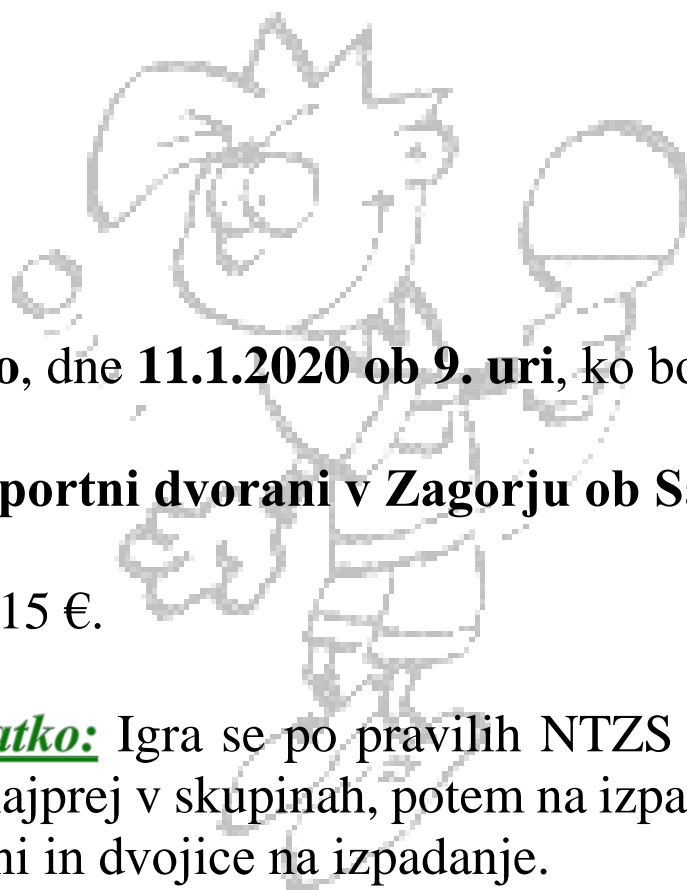 o, dne 11.1.2020 ob 9. uri, ko bo
portni dvorani v Zagorju ob S
15 €.
atko: Igra se po pravilih NTZS
najprej v skupinah, potem na izpa
ni in dvojice na izpadanje.